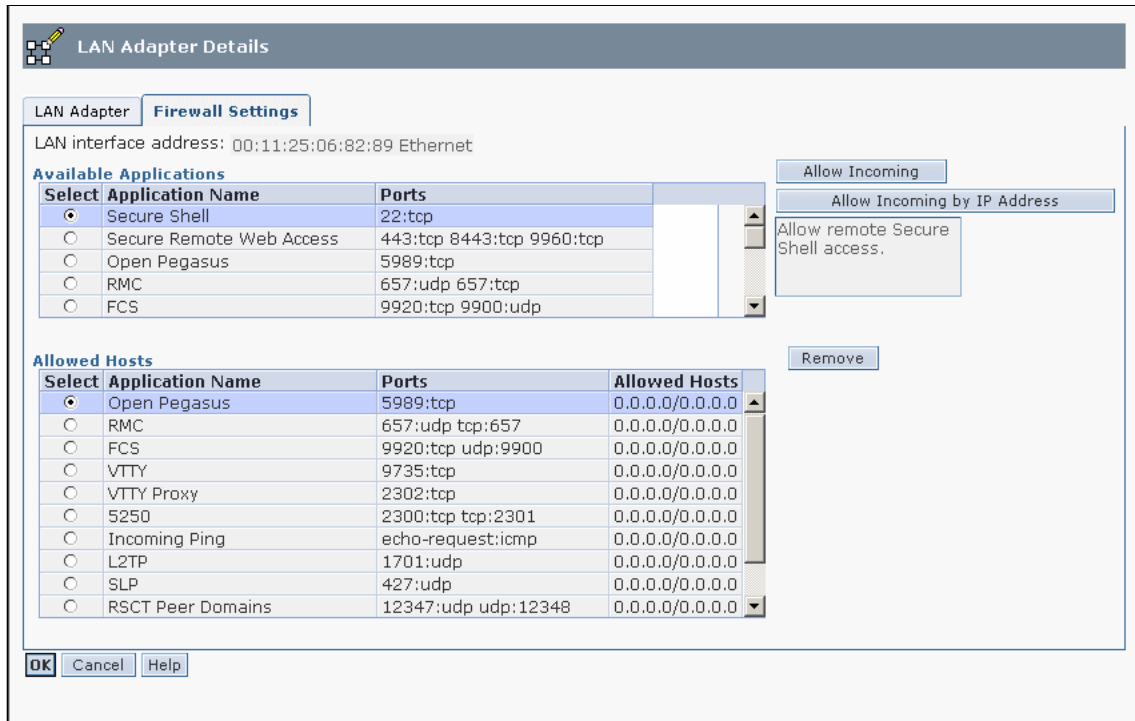 LAN Adapter Details
LAN Adapter Firewall Settings
LAN interface address: 00:11:25:06:82:89 Ethernet
Available Applications
Allow Incoming
Allow Incoming by IP Address
Allow remote Secure
Shell access.
Select Application Name Ports
Secure Shell 22:tcp
Secure Remote Web Access 443:tcp 8443:tcp 9960:tcp
Open Pegasus 5989:tcp
RMC 657:udp 657:tcp
FCS 9920:tcp 9900:udp
Allowed Hosts
Remove
Select Application Name Ports Allowed Hosts
Open Pegasus 5989:tcp 0.0.0.0/0.0.0.0
RMC 657:udp tcp:657 0.0.0.0/0.0.0.0
FCS 9920:tcp udp:9900 0.0.0.0/0.0.0.0
VTTY 9735:tcp 0.0.0.0/0.0.0.0
VTTY Proxy 2302:tcp 0.0.0.0/0.0.0.0
5250 2300:tcp tcp:2301 0.0.0.0/0.0.0.0
Incoming Ping echo-request:icmp 0.0.0.0/0.0.0.0
L2TP 1701:udp 0.0.0.0/0.0.0.0
SLP 427:udp 0.0.0.0/0.0.0.0
RSCT Peer Domains 12347:udp udp:12348 0.0.0.0/0.0.0.0
OK Cancel Help